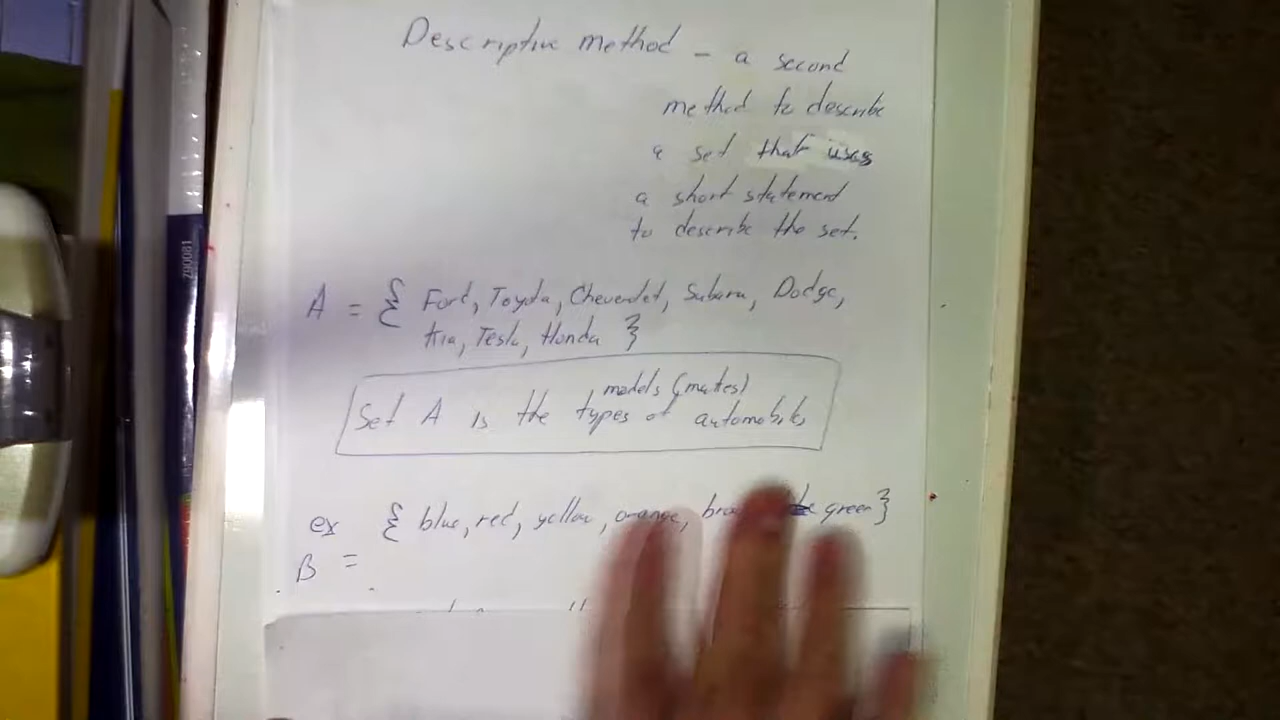 Descriptive method - a second
method to describe
a set that uses
a short statement
to describe the set.
A = { Ford, Toyota, Cheverolet, Subaru, Dodge,
Kia, Tesla, Honda }
models (makes)
Set A is the types of automobiles
ex { blue, red, yellow, orange, green }
B =
790081